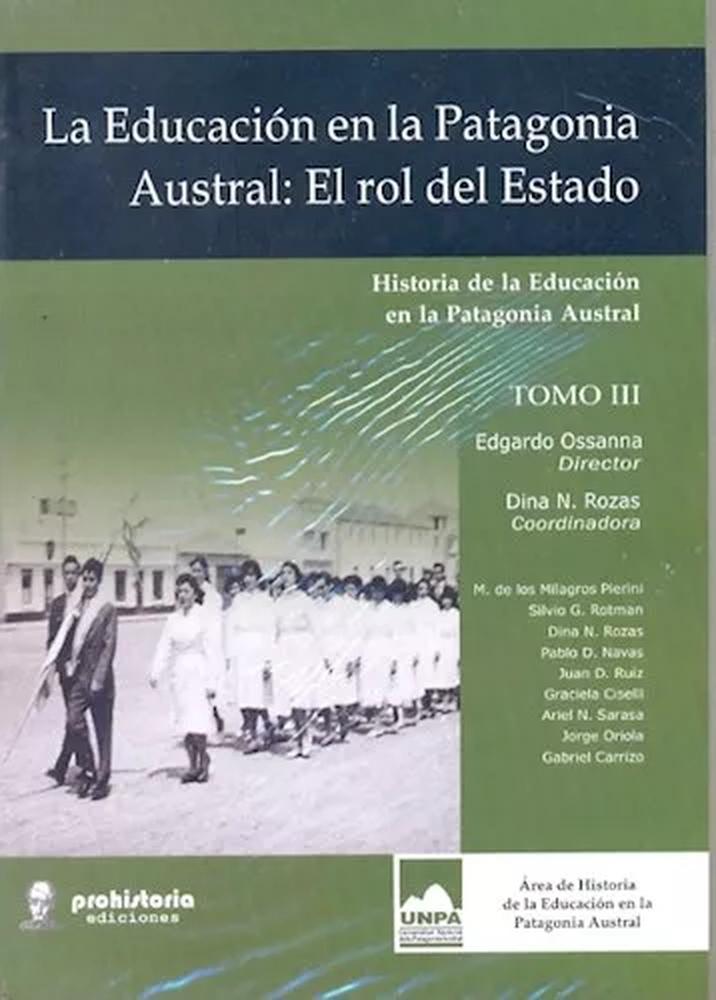 La Educación en la Patagonia
Austral: El rol del Estado
Historia de la Educación
en la Patagonia Austral
TOMO III
Edgardo Ossanna
Director
Dina N. Rozas
Coordinadora
M. de los Milagros Pierini
Silvio G. Rotman
Dina N. Rozas
Pablo D. Navas
Juan D. Ruiz
Graciela Ciselli
Ariel N. Sarasa
Jorge Oriola
Gabriel Carrizo
prohistoria
ediciones
UNPA
Área de Historia
de la Educación en la
Patagonia Austral